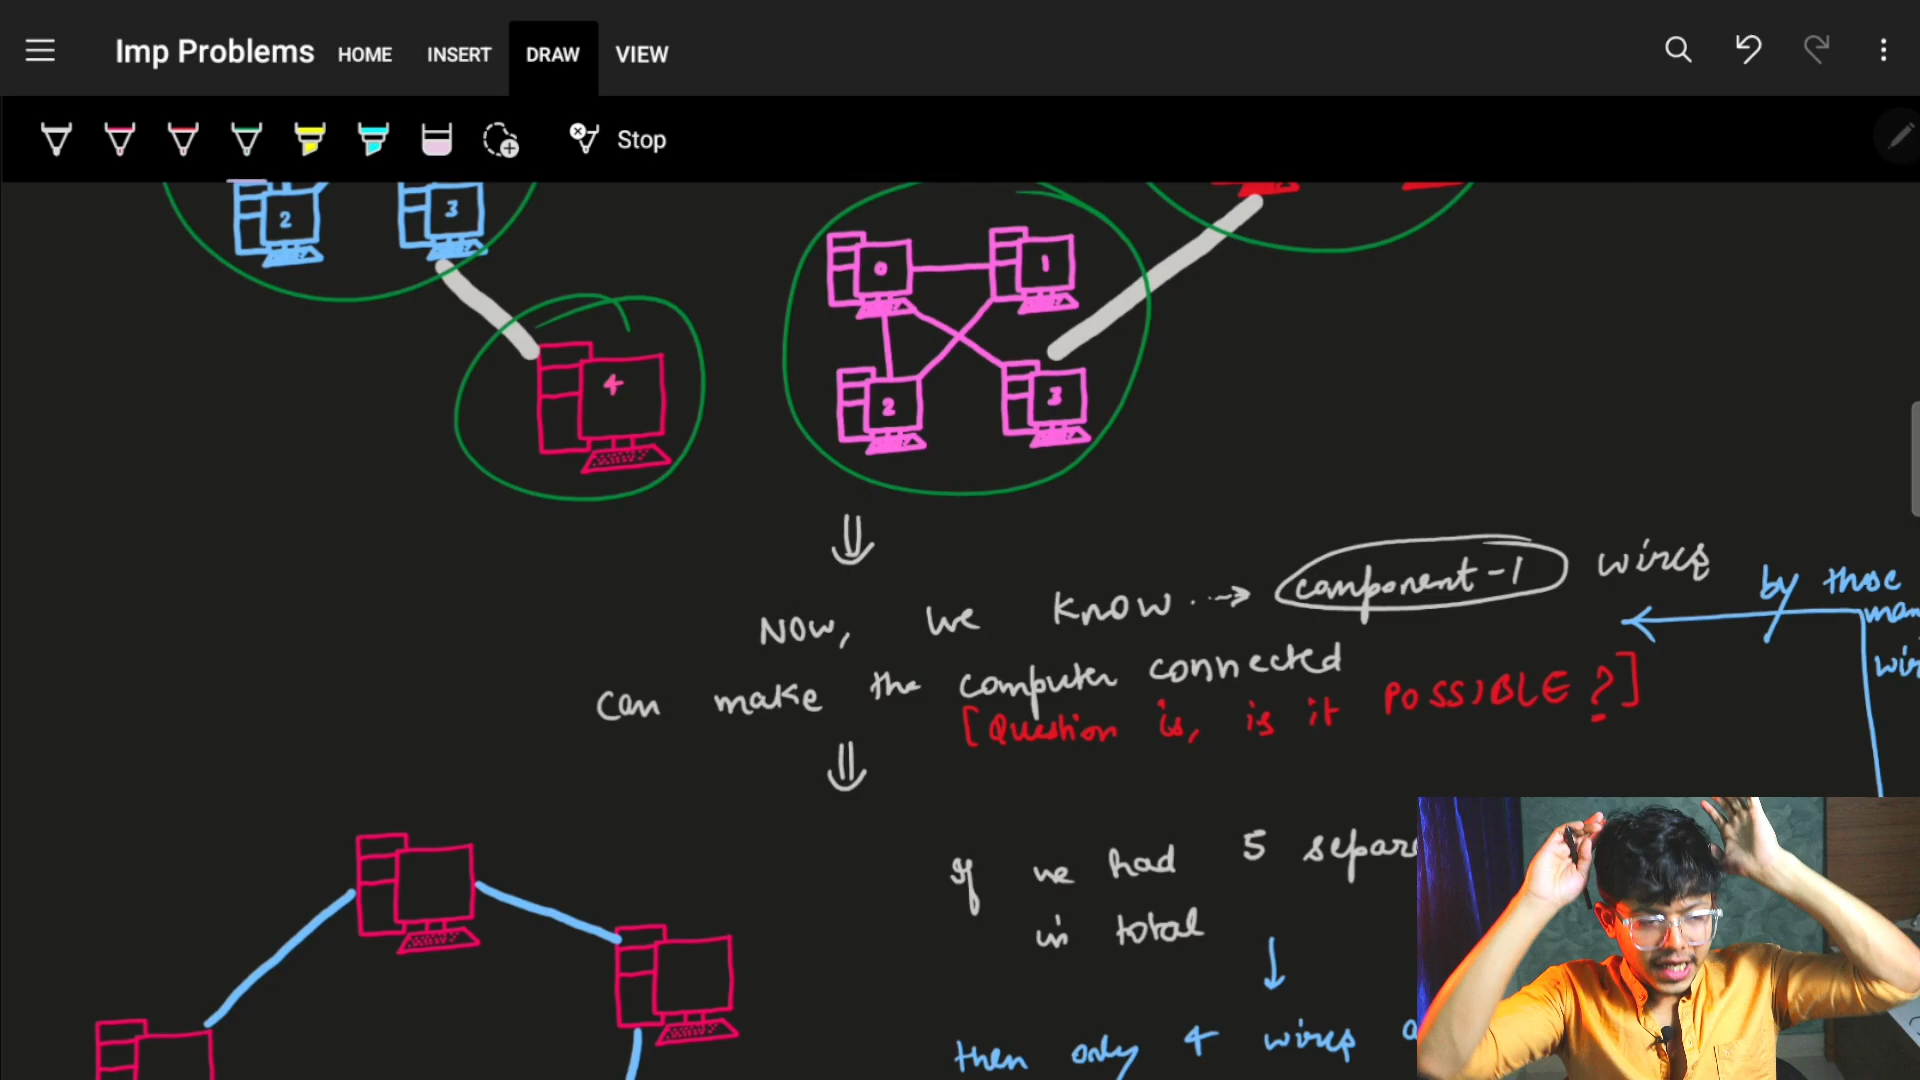 Imp Problems HOME INSERT DRAW VIEW
Stop
2 3
0 1
4
2 3
NOW, we know component-1 wires
by those
many
can make the computer connected
[Question is, is it POSSIBLE?]
If we had 5
in total
then only 4 wires